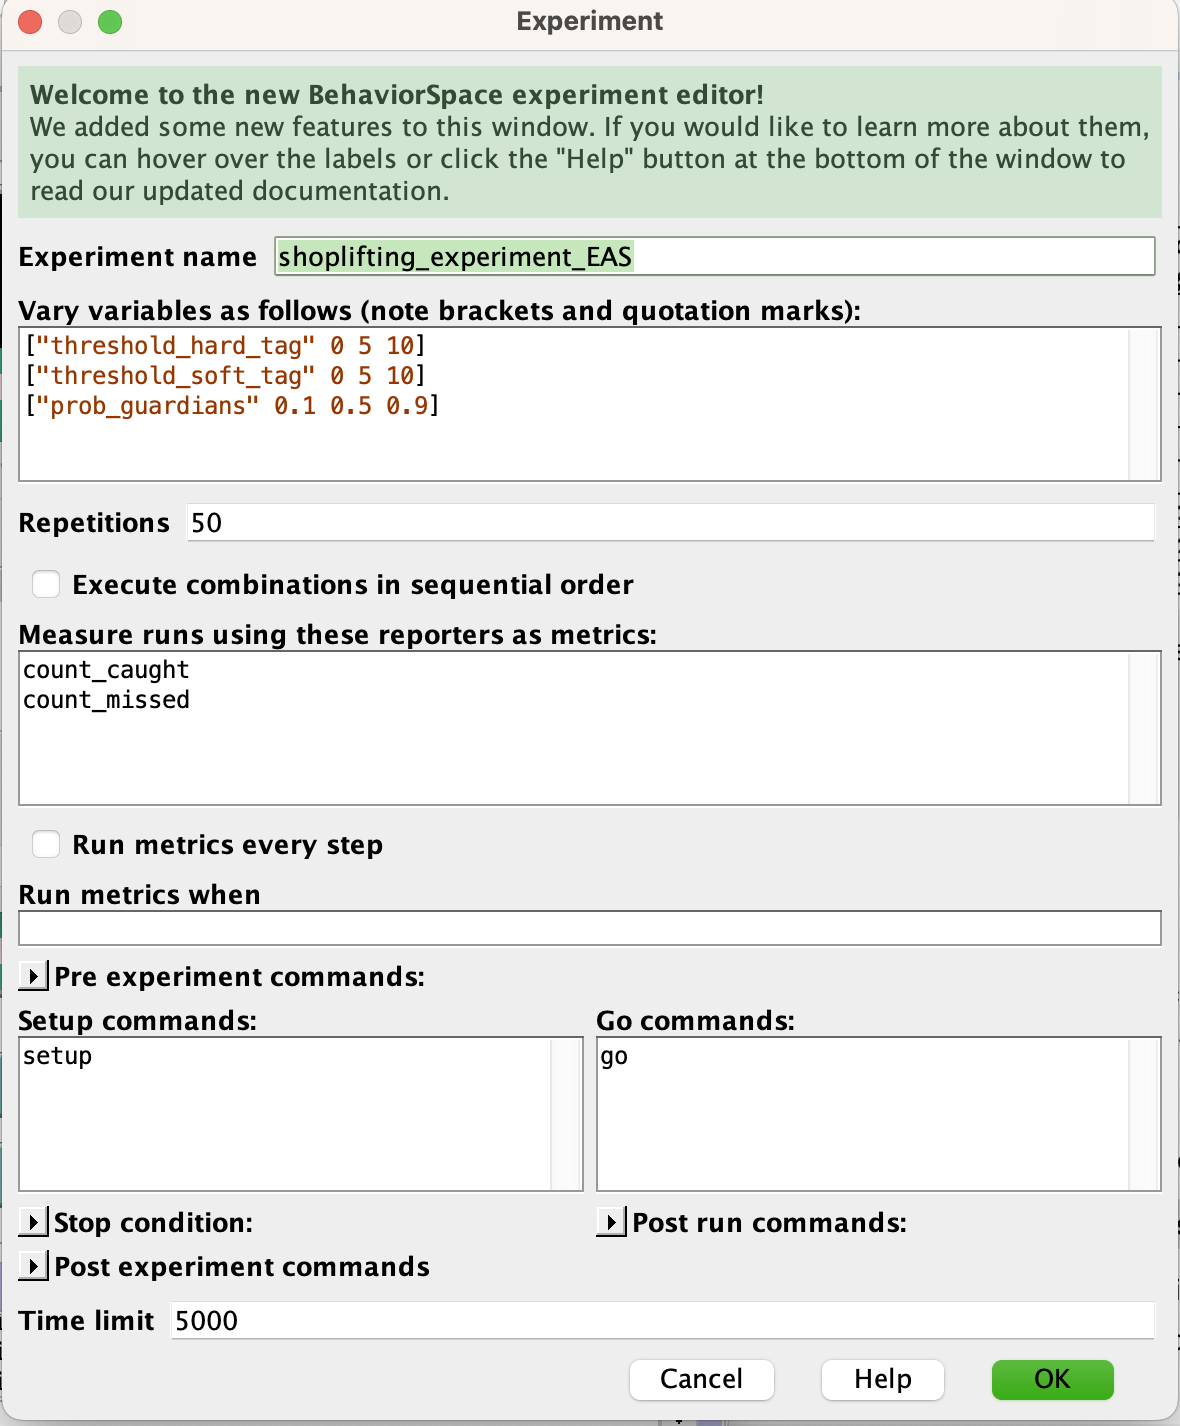 Experiment
Welcome to the new BehaviorSpace experiment editor!
We added some new features to this window. If you would like to learn more about them,
you can hover over the labels or click the "Help" button at the bottom of the window to
read our updated documentation.
Experiment name shoplifting_experiment_EAS
Vary variables as follows (note brackets and quotation marks):
["threshold_hard_tag" 0 5 10]
["threshold_soft_tag" 0 5 10]
["prob_guardians" 0.1 0.5 0.9]
Repetitions 50
Execute combinations in sequential order
Measure runs using these reporters as metrics:
count_caught
count_missed
Run metrics every step
Run metrics when
Pre experiment commands:
Setup commands: Go commands:
setup go
Stop condition: Post run commands:
Post experiment commands
Time limit 5000
Cancel Help OK